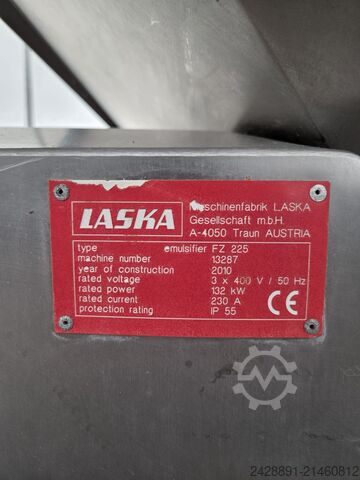 LASKA
Maschinenfabrik LASKA
Gesellschaft m.b.H.
A-4050 Traun AUSTRIA
type emulsifier FZ 225
machine number 13287
year of construction 2010
rated voltage 3 x 400 V / 50 Hz
rated power 132 kW
rated current 230 A
protection rating IP 55
CE
2428891-21460812